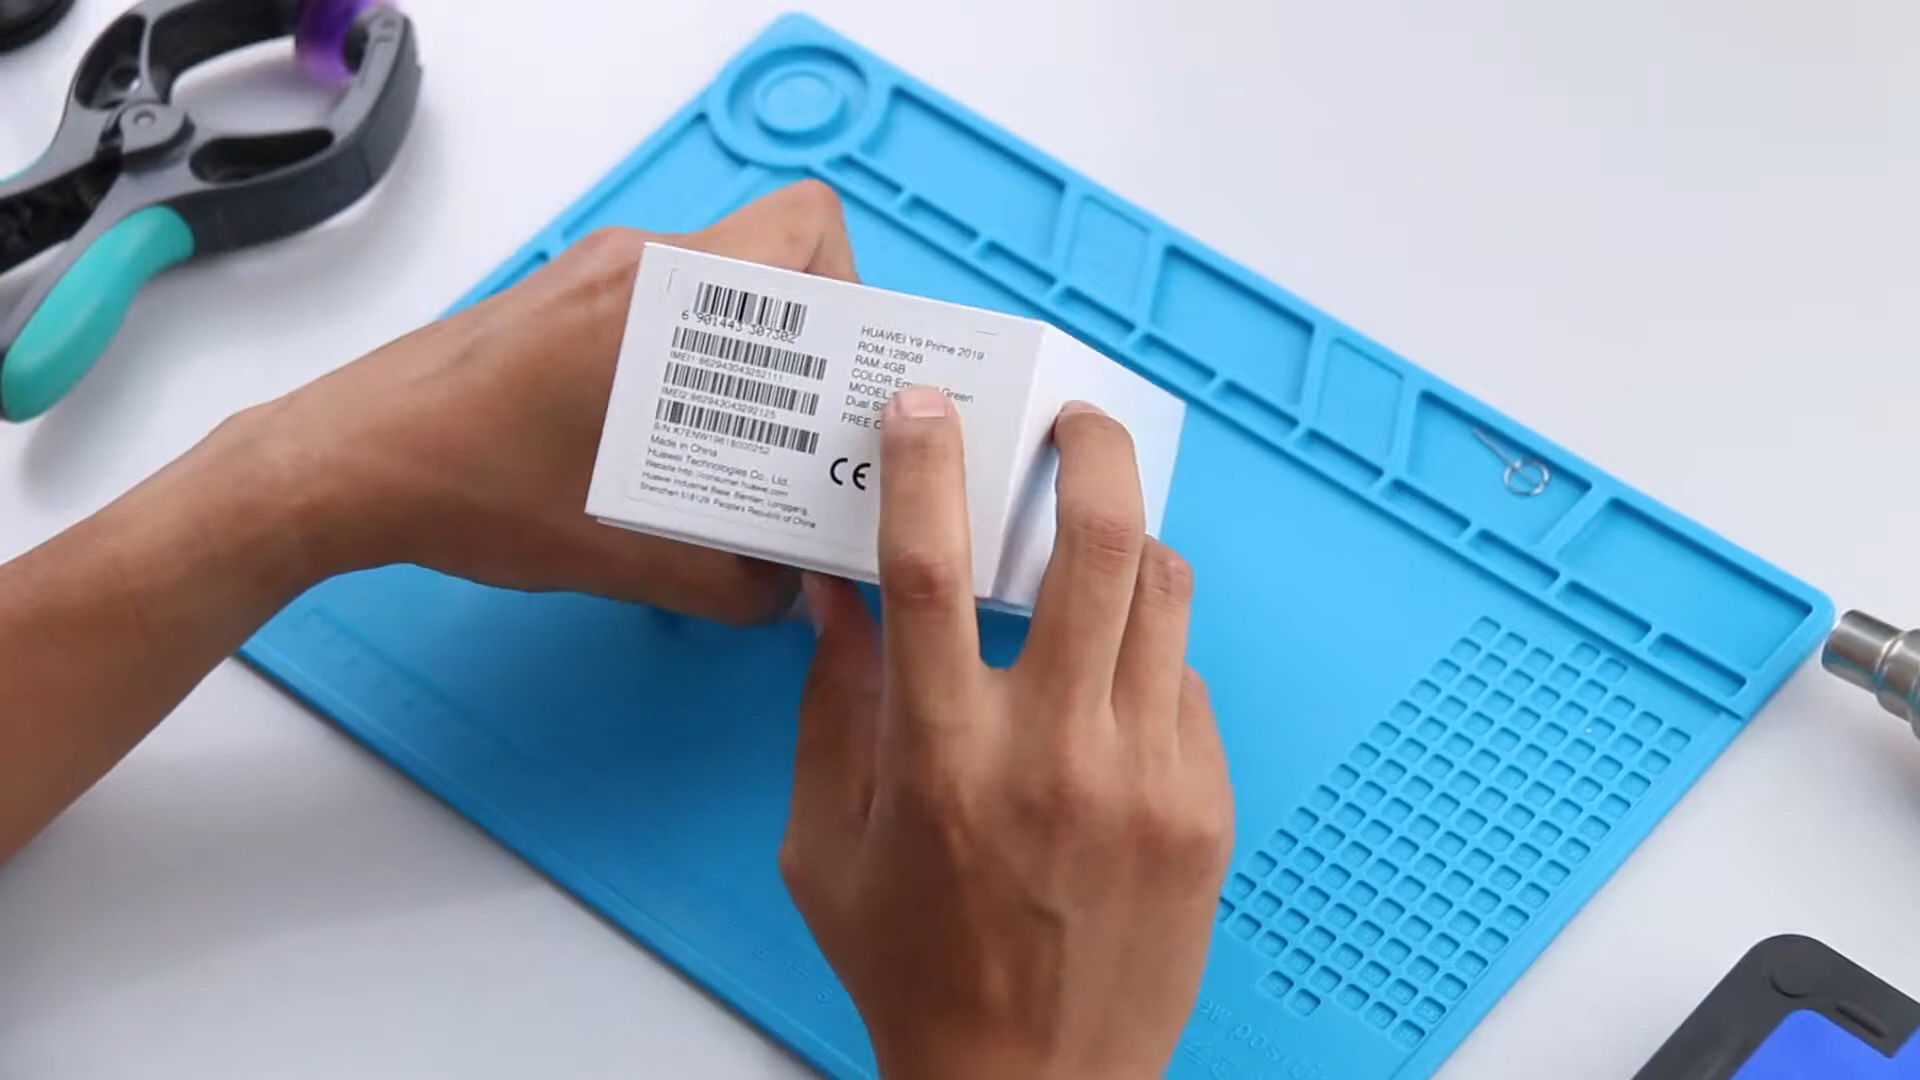 6 901443 307302
IMEI1:862943043252111
IMEI2:862943043292125
S/N:K7ENW19618000252
Made in China
Huawei Technologies Co., Ltd.
Website:http://consumer.huawei.com
Huawei Industrial Base, Bantian, Longgang,
Shenzhen 518129, People's Republic of China
HUAWEI Y9 Prime 2019
ROM:128GB
RAM:4GB
COLOR Green
MODEL
Dual
FREE
CE